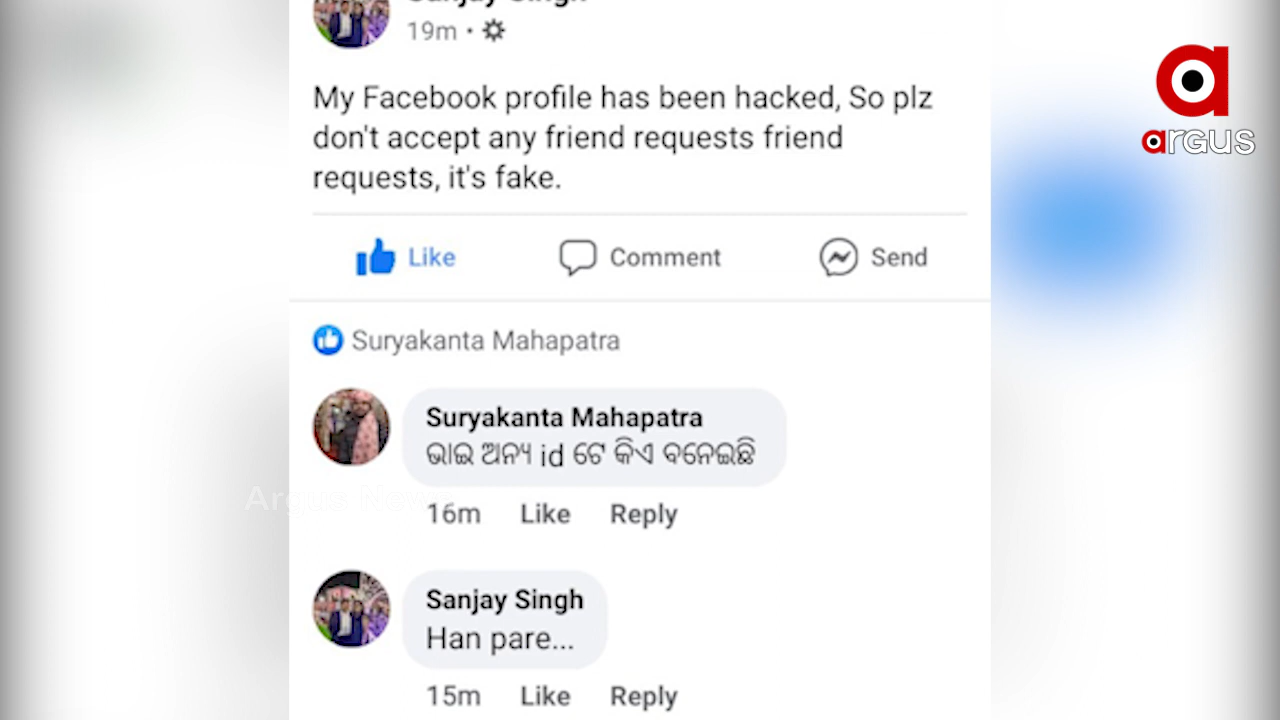 Sanjay Singh
19m
argus
My Facebook profile has been hacked, So plz
don't accept any friend requests friend
requests, it's fake.
Like Comment Send
Suryakanta Mahapatra
Suryakanta Mahapatra
ଭାଇ ଅନ୍ୟ id ଟେ କିଏ ବନେଇଛି
Argus News
16m Like Reply
Sanjay Singh
Han pare...
15m Like Reply